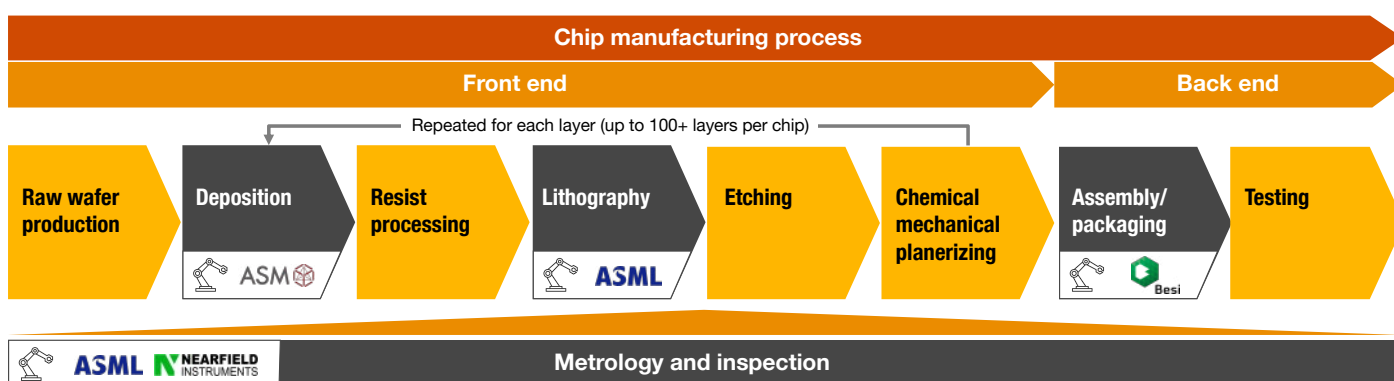 Chip manufacturing process
Front end
Back end
Repeated for each layer (up to 100+ layers per chip)
Raw wafer
production
Deposition
ASM
Resist
processing
Lithography
ASML
Etching
Chemical
mechanical
planerizing
Assembly/
packaging
Besi
Testing
ASML
NEARFIELD
INSTRUMENTS
Metrology and inspection